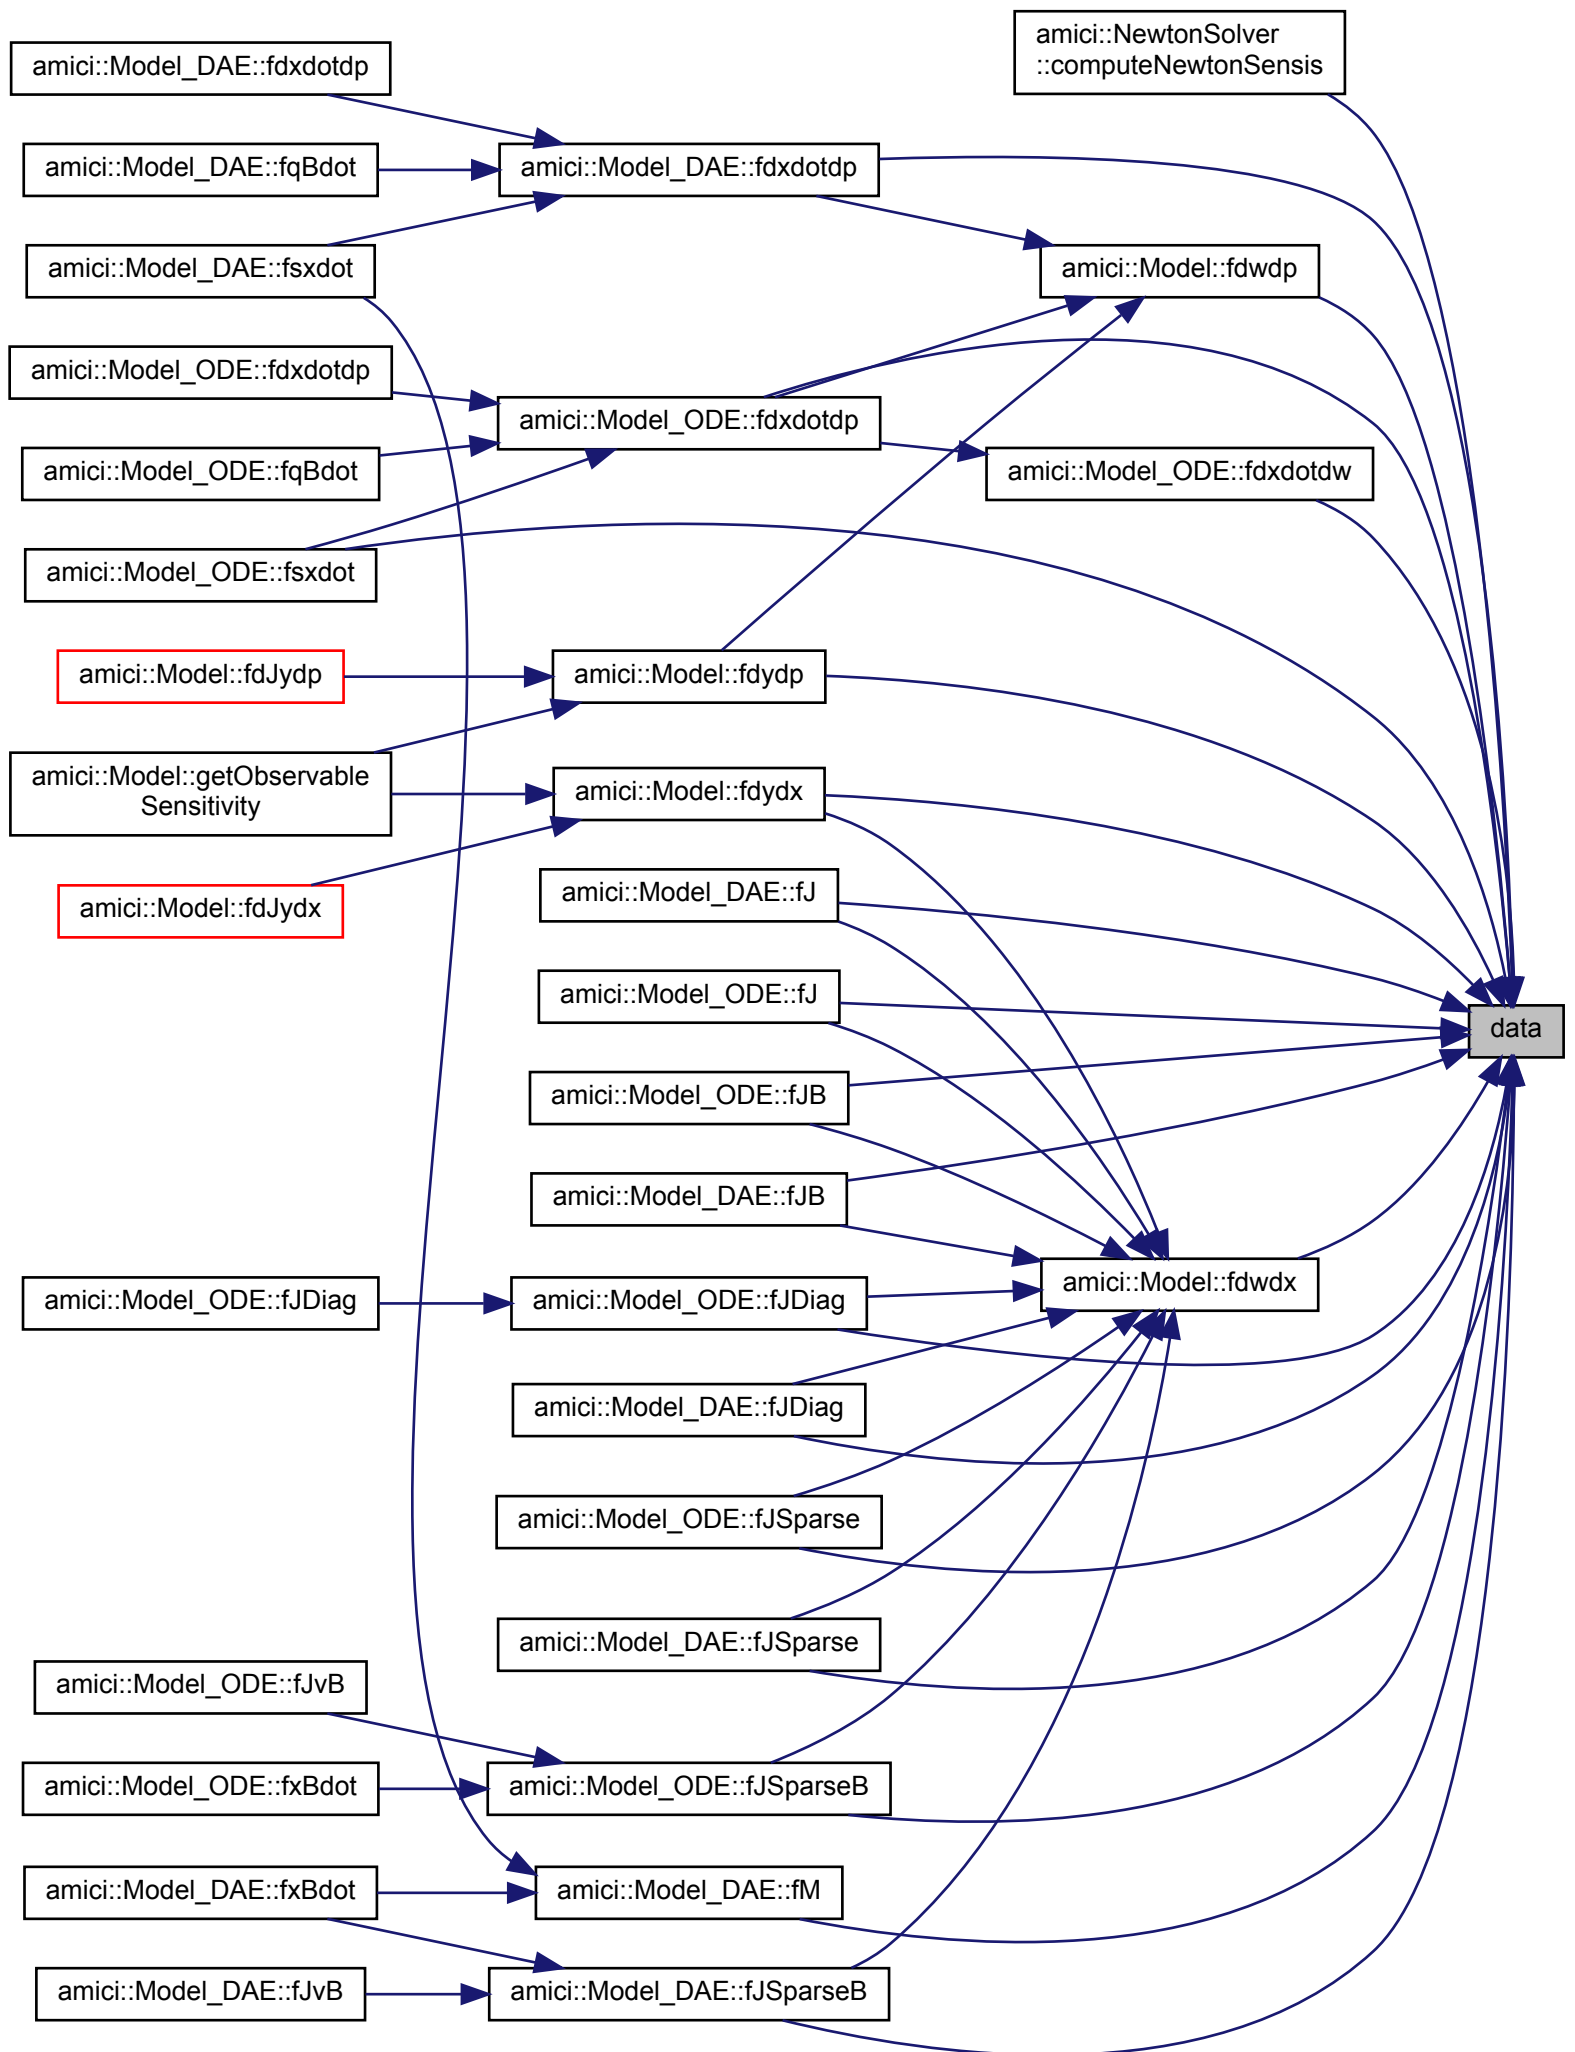 amici::NewtonSolver
::computeNewtonSensis
amici::Model_DAE::fdxdotdp
amici::Model_DAE::fqBdot
amici::Model_DAE::fdxdotdp
amici::Model_DAE::fsxdot
amici::Model::fdwdp
amici::Model_ODE::fdxdotdp
amici::Model_ODE::fdxdotdp
amici::Model_ODE::fqBdot
amici::Model_ODE::fdxdotdw
amici::Model_ODE::fsxdot
amici::Model::fdJydp
amici::Model::fdydp
amici::Model::getObservable
Sensitivity
amici::Model::fdydx
amici::Model::fdJydx
amici::Model_DAE::fJ
amici::Model_ODE::fJ
data
amici::Model_ODE::fJB
amici::Model_DAE::fJB
amici::Model::fdwdx
amici::Model_ODE::fJDiag
amici::Model_ODE::fJDiag
amici::Model_DAE::fJDiag
amici::Model_ODE::fJSparse
amici::Model_DAE::fJSparse
amici::Model_ODE::fJvB
amici::Model_ODE::fxBdot
amici::Model_ODE::fJSparseB
amici::Model_DAE::fxBdot
amici::Model_DAE::fM
amici::Model_DAE::fJvB
amici::Model_DAE::fJSparseB